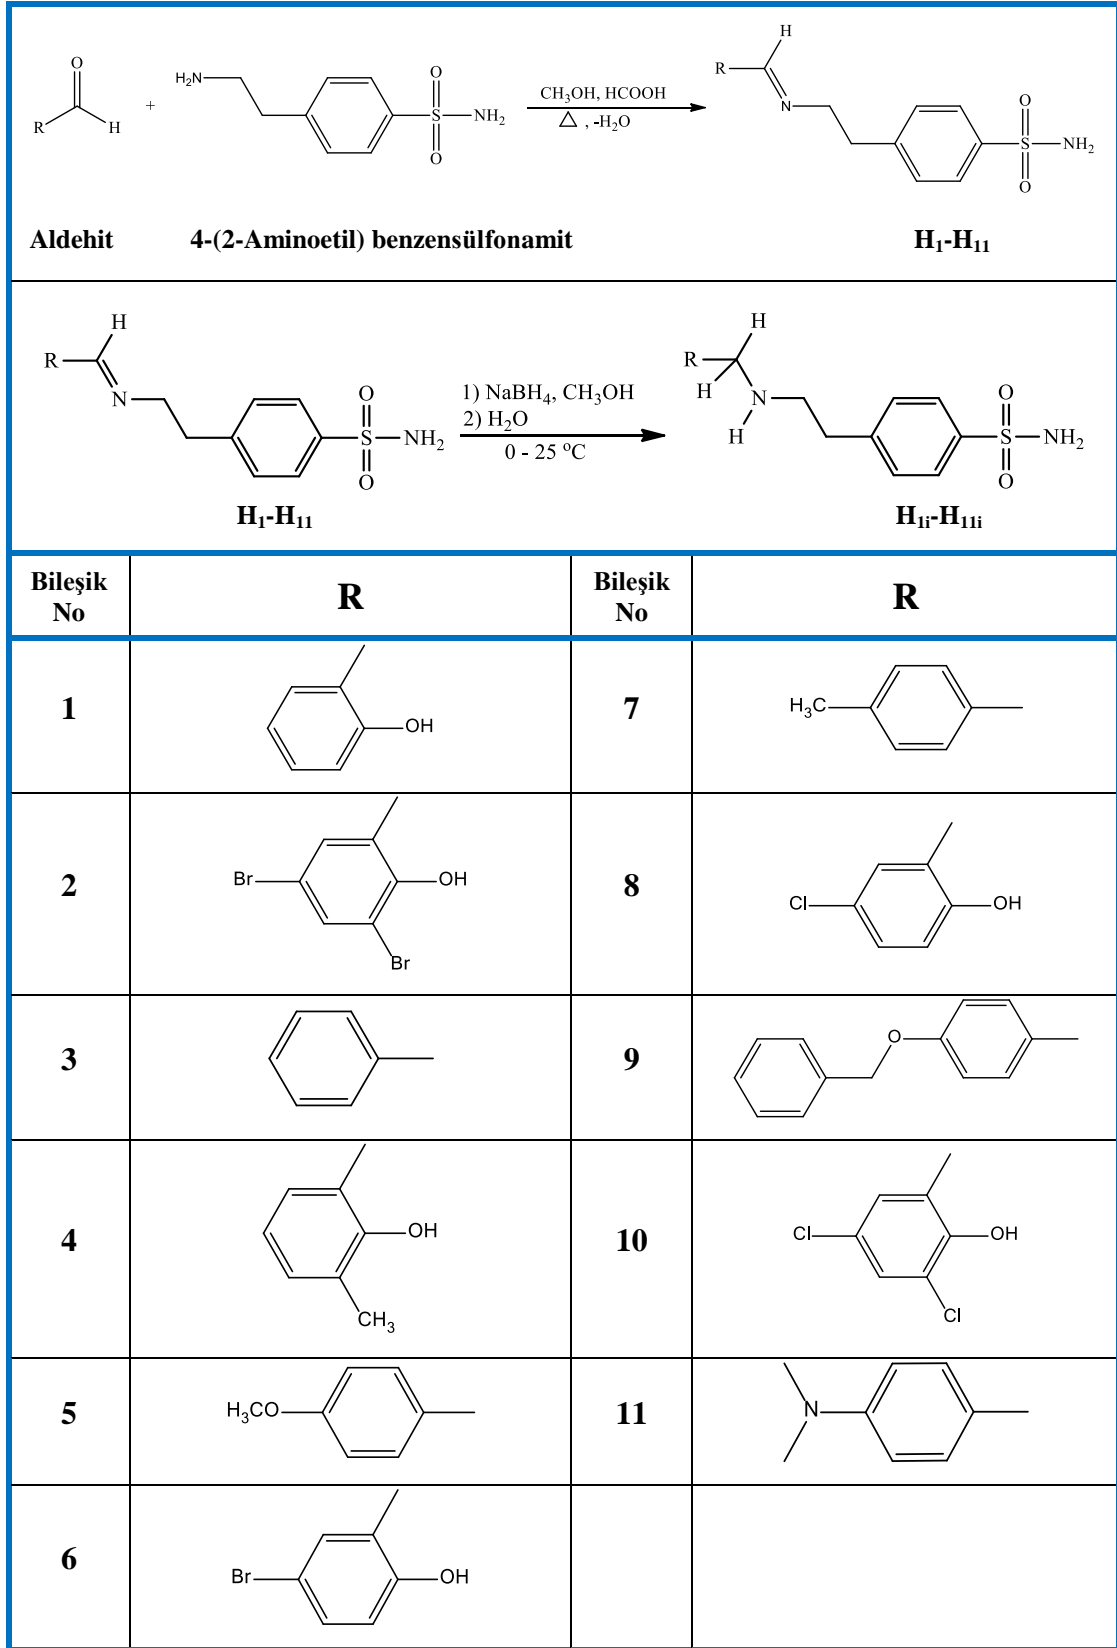 O
R
H
+
H₂N
O
S
NH₂
O
CH₃OH, HCOOH
△ , -H₂O
H
R
N
O
S
NH₂
O
Aldehit
4-(2-Aminoetil) benzensülfonamit
H₁-H₁₁
H
R
N
O
S
NH₂
O
1) NaBH₄, CH₃OH
2) H₂O
0 - 25 °C
H
R
H
N
H
O
S
NH₂
O
H₁-H₁₁
H₁ᵢ-H₁₁ᵢ
Bileşik
No
R
Bileşik
No
R
1
OH
7
H₃C
2
Br
OH
Br
8
Cl
OH
3
9
O
4
OH
CH₃
10
Cl
OH
Cl
5
H₃CO
11
N
6
Br
OH